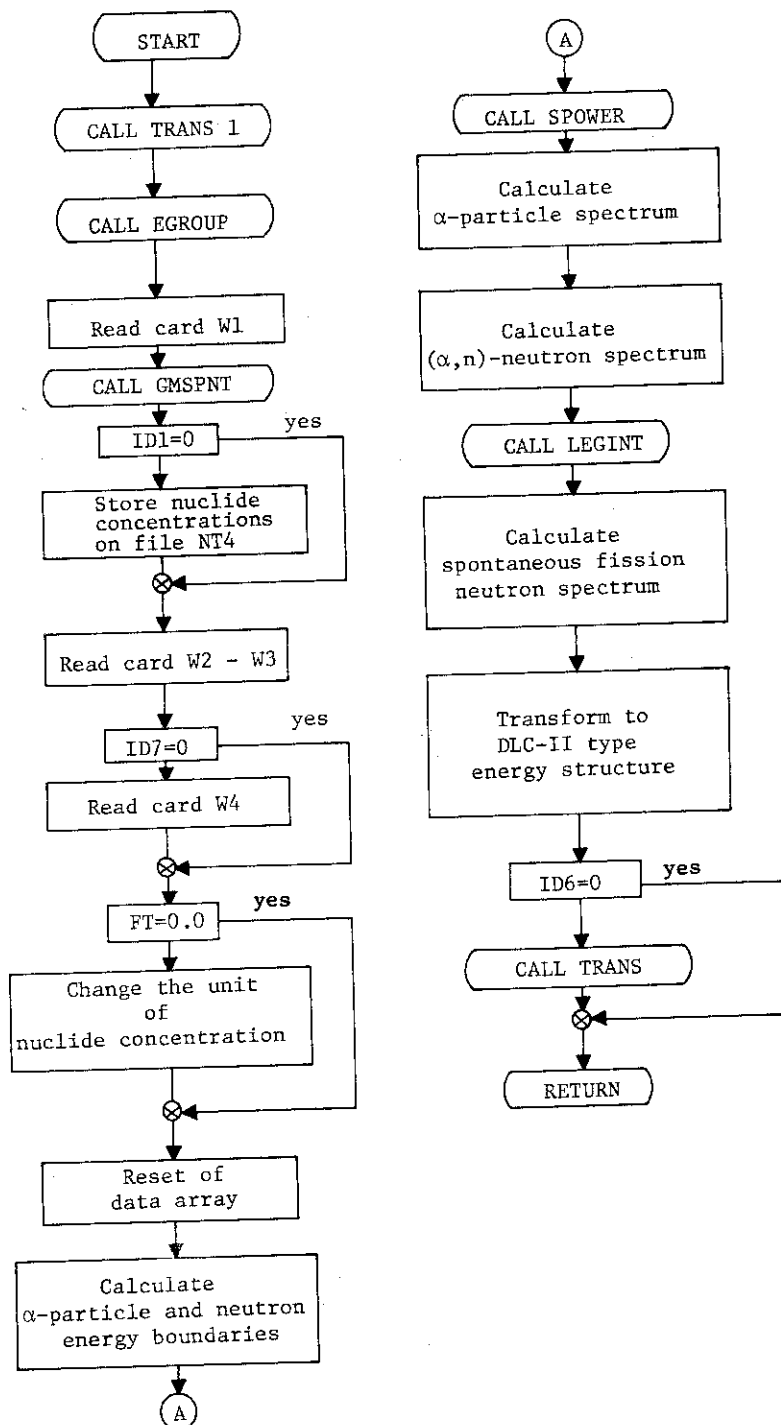 START
CALL TRANS 1
CALL EGROUP
Read card W1
CALL GMSPNT
ID1=0
yes
Store nuclide
concentrations
on file NT4
Read card W2 - W3
ID7=0
yes
Read card W4
FT=0.0
yes
Change the unit
of
nuclide concentration
Reset of
data array
Calculate
α-particle and neutron
energy boundaries
A
A
CALL SPOWER
Calculate
α-particle spectrum
Calculate
(α,n)-neutron spectrum
CALL LEGINT
Calculate
spontaneous fission
neutron spectrum
Transform to
DLC-II type
energy structure
ID6=0
yes
CALL TRANS
RETURN